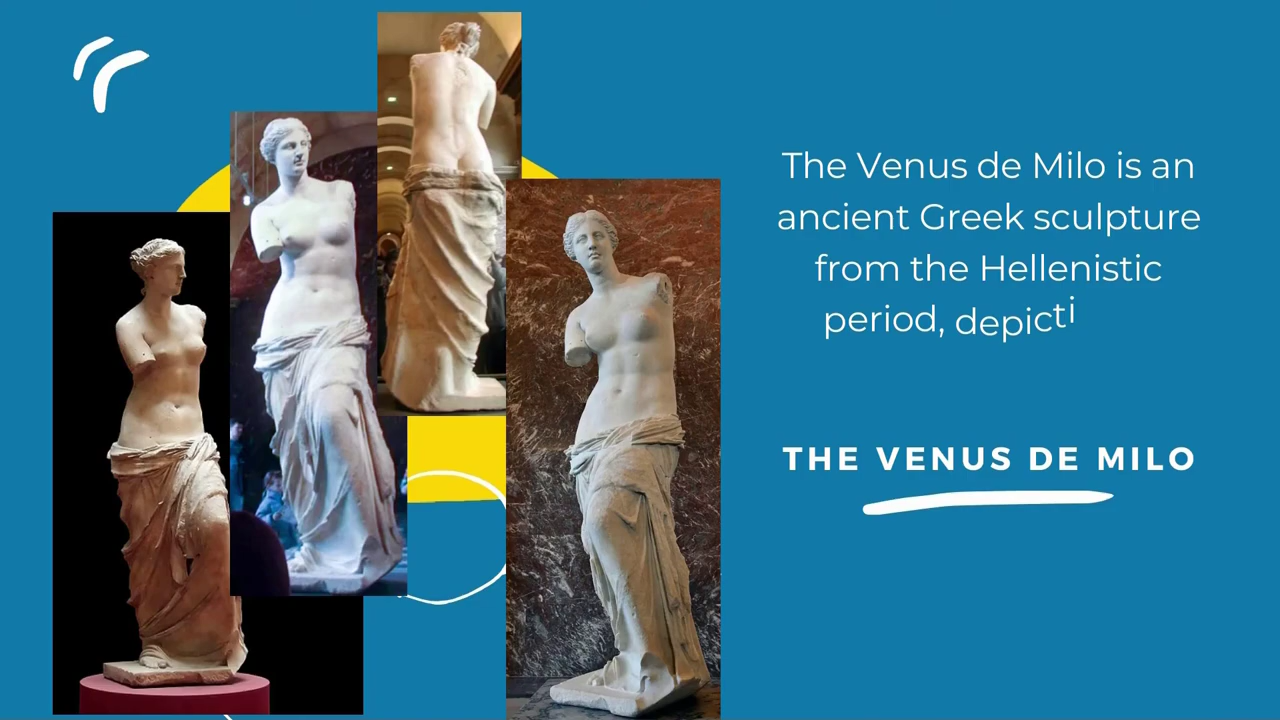 The Venus de Milo is an
ancient Greek sculpture
from the Hellenistic
period, depicti
THE VENUS DE MILO